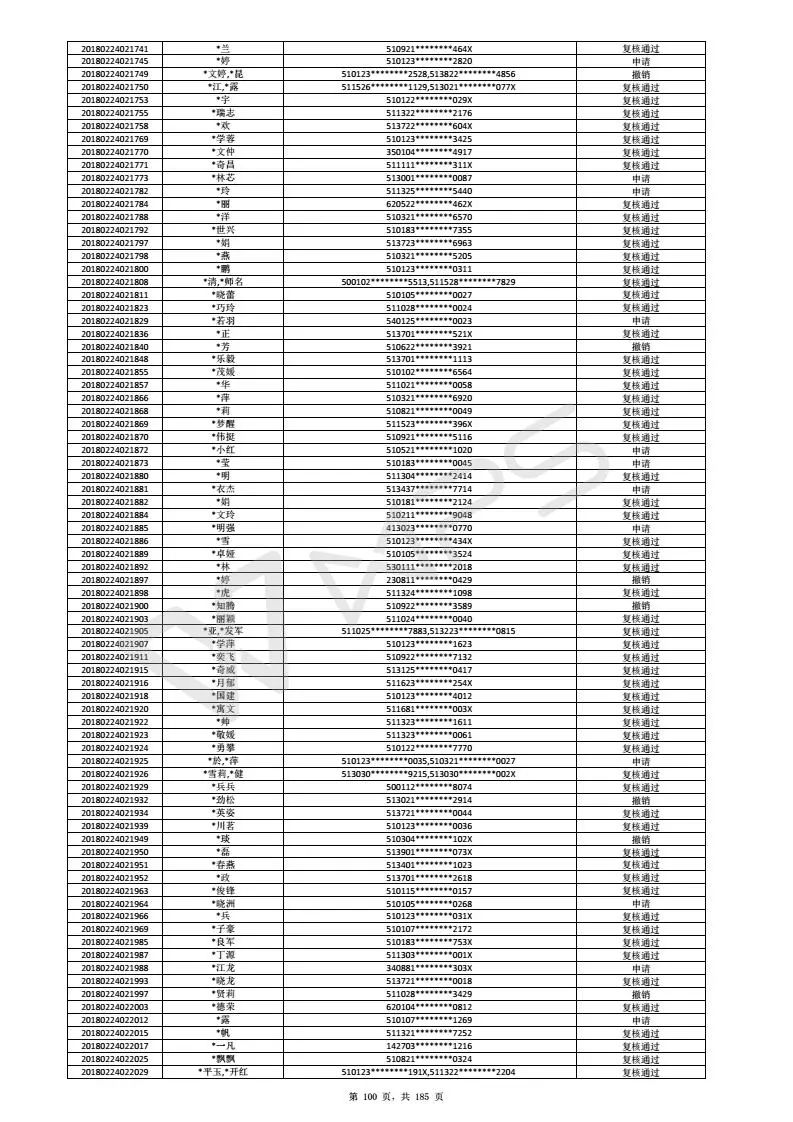 20180224021741 *兰 510921********464X 复核通过
20180224021745 *婷 510123********2820 申请
20180224021749 *文婷,*昆 510123********2528,513822********4856 撤销
20180224021750 *江,*露 511526********1129,513021********077X 复核通过
20180224021753 *宇 510122********029X 复核通过
20180224021755 *瑞志 511322********2176 复核通过
20180224021758 *欢 513722********604X 复核通过
20180224021769 *学蓉 510123********3425 复核通过
20180224021770 *文仲 350104********4917 复核通过
20180224021771 *奇昌 511111********311X 复核通过
20180224021773 *林芯 513001********0087 申请
20180224021782 *玲 511325********5440 申请
20180224021784 *丽 620522********462X 复核通过
20180224021788 *洋 510321********6570 复核通过
20180224021792 *世兴 510183********7355 复核通过
20180224021797 *娟 513723********6963 复核通过
20180224021798 *燕 510321********5205 复核通过
20180224021800 *鹏 510123********0311 复核通过
20180224021808 *清,*师名 500102********5513,511528********7829 复核通过
20180224021811 *晓蕾 510105********0027 复核通过
20180224021823 *巧玲 511028********0024 复核通过
20180224021829 *若羽 540125********0023 申请
20180224021836 *正 513701********521X 复核通过
20180224021840 *芳 510622********3921 撤销
20180224021848 *乐毅 513701********1113 复核通过
20180224021855 *茂媛 510102********6564 复核通过
20180224021857 *华 511021********0058 复核通过
20180224021866 *萍 510321********6920 复核通过
20180224021868 *莉 510821********0049 复核通过
20180224021869 *梦醒 511523********396X 复核通过
20180224021870 *伟挺 510921********5116 复核通过
20180224021872 *小红 510521********1020 申请
20180224021873 *莹 510183********0045 申请
20180224021880 *明 511304********2414 复核通过
20180224021881 *衣杰 513437********7714 申请
20180224021882 *娟 510181********2124 复核通过
20180224021884 *文玲 510211********9048 复核通过
20180224021885 *明强 413023********0770 申请
20180224021886 *雪 510123********434X 复核通过
20180224021889 *卓娅 510105********3524 复核通过
20180224021892 *林 530111********2018 复核通过
20180224021897 *婷 230811********0429 撤销
20180224021898 *虎 511324********1098 复核通过
20180224021900 *知腾 510922********3589 撤销
20180224021903 *丽颖 511024********0040 复核通过
20180224021905 *亚,*发军 511025********7883,513223********0815 复核通过
20180224021907 *学萍 510123********1623 复核通过
20180224021911 *奕飞 510922********7132 复核通过
20180224021915 *奇威 513125********0417 复核通过
20180224021916 *月郁 511623********254X 复核通过
20180224021918 *国建 510123********4012 复核通过
20180224021920 *寓文 511681********003X 复核通过
20180224021922 *帅 511323********1611 复核通过
20180224021923 *敬媛 511323********0061 复核通过
20180224021924 *勇攀 510122********7770 复核通过
20180224021925 *於,*萍 510123********0035,510321********0027 申请
20180224021926 *雪莉,*健 513030********9215,513030********002X 复核通过
20180224021929 *兵兵 500112********8074 复核通过
20180224021932 *劲松 513021********2914 撤销
20180224021934 *英姿 513721********0044 复核通过
20180224021939 *川茗 510123********0036 复核通过
20180224021949 *琰 510304********102X 撤销
20180224021950 *磊 513901********073X 复核通过
20180224021951 *春燕 513401********1023 复核通过
20180224021952 *政 513701********2618 复核通过
20180224021963 *俊锋 510115********0157 复核通过
20180224021964 *晓洲 510105********0268 申请
20180224021966 *兵 510123********031X 复核通过
20180224021969 *子豪 510107********2172 复核通过
20180224021985 *良军 510183********753X 复核通过
20180224021987 *丁源 511303********001X 复核通过
20180224021988 *江龙 340881********303X 申请
20180224021993 *晓龙 513721********0018 复核通过
20180224021997 *贤莉 511028********3429 撤销
20180224022003 *德荣 620104********0812 复核通过
20180224022012 *露 510107********1269 申请
20180224022015 *帆 511321********7252 复核通过
20180224022017 *一凡 142703********1216 复核通过
20180224022025 *飘飘 510821********0324 复核通过
20180224022029 *平玉,*开红 510123********191X,511322********2204 复核通过
第 100 页，共 185 页